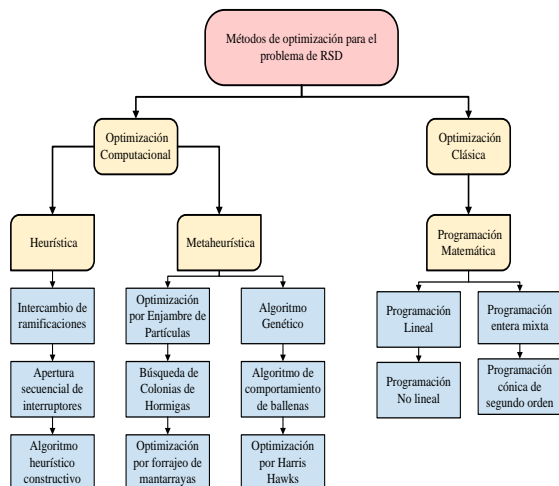 Métodos de optimización para el
problema de RSD
Optimización
Computacional
Optimización
Clásica
Heurística
Metaheurística
Programación
Matemática
Intercambio de
ramificaciones
Optimización
por Enjambre de
Partículas
Algoritmo
Genético
Programación
Lineal
Programación
entera mixta
Apertura
secuencial de
interruptores
Búsqueda de
Colonias de
Hormigas
Algoritmo de
comportamiento
de ballenas
Programación
No lineal
Programación
cónica de
segundo orden
Algoritmo
heurístico
constructivo
Optimización
por forrajeo de
mantarrayas
Optimización
por Harris
Hawks